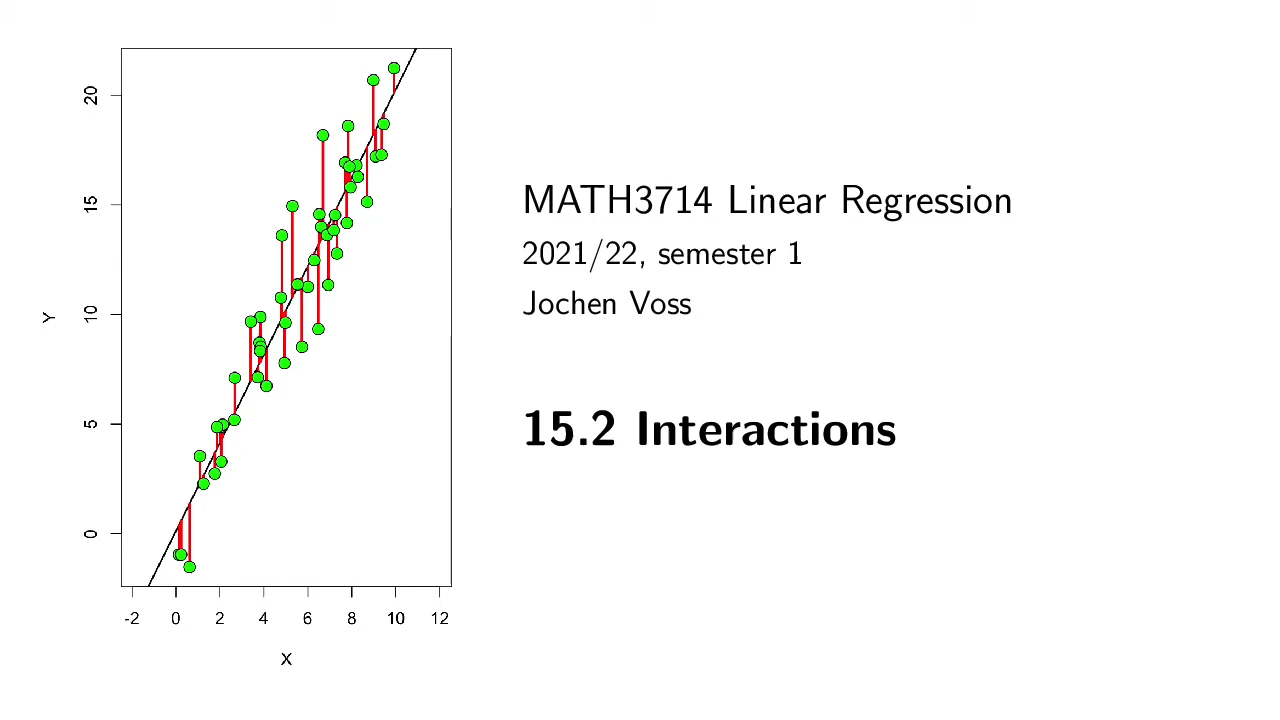 MATH3714 Linear Regression
2021/22, semester 1
Jochen Voss
15.2 Interactions
20
15
10
5
0
Y
-2 0 2 4 6 8 10 12
X